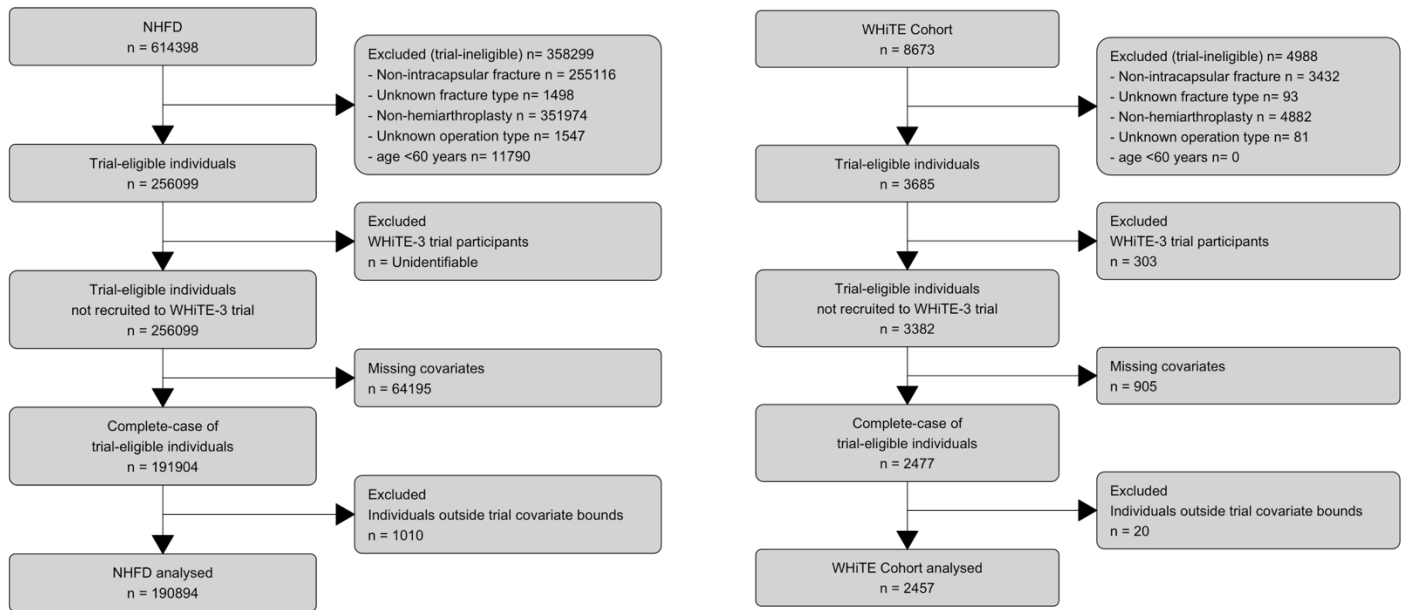 NHFD
n = 614398
Excluded (trial-ineligible) n= 358299
- Non-intracapsular fracture n = 255116
- Unknown fracture type n= 1498
- Non-hemiarthroplasty n = 351974
- Unknown operation type n= 1547
- age <60 years n= 11790
Trial-eligible individuals
n = 256099
Excluded
WHiTE-3 trial participants
n = Unidentifiable
Trial-eligible individuals
not recruited to WHiTE-3 trial
n = 256099
Missing covariates
n = 64195
Complete-case of
trial-eligible individuals
n = 191904
Excluded
Individuals outside trial covariate bounds
n = 1010
NHFD analysed
n = 190894
WHiTE Cohort
n = 8673
Excluded (trial-ineligible) n= 4988
- Non-intracapsular fracture n = 3432
- Unknown fracture type n= 93
- Non-hemiarthroplasty n = 4882
- Unknown operation type n= 81
- age <60 years n= 0
Trial-eligible individuals
n = 3685
Excluded
WHiTE-3 trial participants
n = 303
Trial-eligible individuals
not recruited to WHiTE-3 trial
n = 3382
Missing covariates
n = 905
Complete-case of
trial-eligible individuals
n = 2477
Excluded
Individuals outside trial covariate bounds
n = 20
WHiTE Cohort analysed
n = 2457